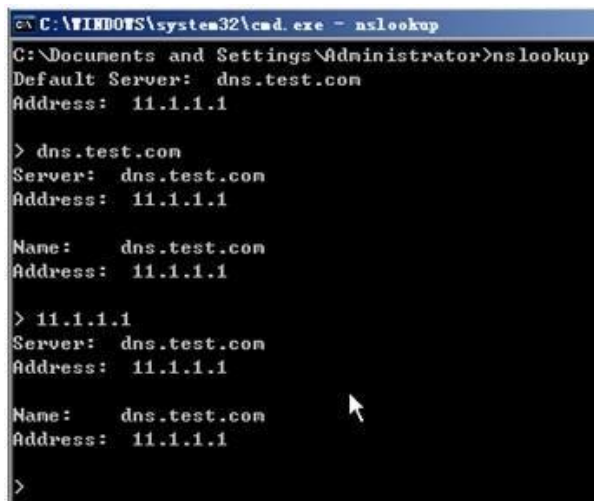 C:\WINDOWS\system32\cmd.exe - nslookup
C:\Documents and Settings\Administrator>nslookup
Default Server:  dns.test.com
Address:  11.1.1.1
> dns.test.com
Server:  dns.test.com
Address:  11.1.1.1
Name:    dns.test.com
Address:  11.1.1.1
> 11.1.1.1
Server:  dns.test.com
Address:  11.1.1.1
Name:    dns.test.com
Address:  11.1.1.1
>